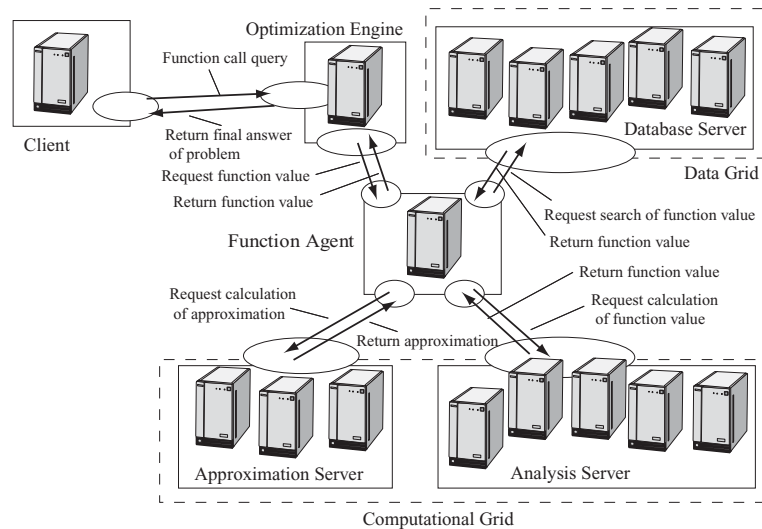 Optimization Engine
Function call query
Client
Return final answer
of problem
Database Server
Data Grid
Request function value
Return function value
Request search of function value
Return function value
Function Agent
Return function value
Request calculation
of approximation
Request calculation
of function value
Return approximation
Approximation Server
Analysis Server
Computational Grid